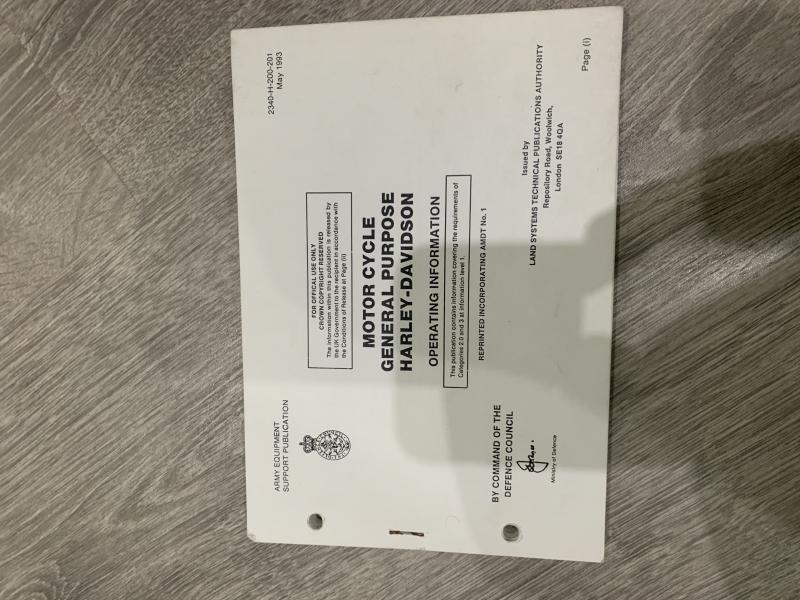 2340-H-200-201
May 1993
ARMY EQUIPMENT
SUPPORT PUBLICATION
FOR OFFICAL USE ONLY
CROWN COPYRIGHT RESERVED
The information within this publication is released by
the UK Government to the recipient in accordance with
the Conditions of Release at Page (ii)
MOTOR CYCLE
GENERAL PURPOSE
HARLEY-DAVIDSON
OPERATING INFORMATION
This publication contains information covering the requirements of
Categories 2.0 and 3 at information level 1.
REPRINTED INCORPORATING AMDT No. 1
BY COMMAND OF THE
DEFENCE COUNCIL
Ministry of Defence
Issued by
LAND SYSTEMS TECHNICAL PUBLICATIONS AUTHORITY
Repository Road, Woolwich,
London SE18 4QA
Page (i)